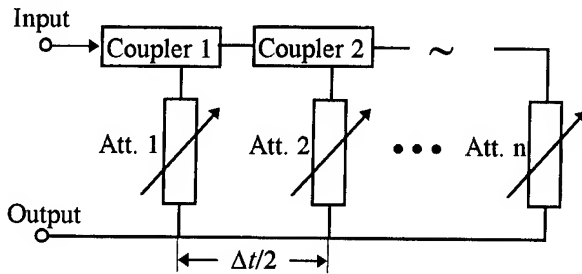 Input
Coupler 1
Coupler 2
~
Att. 1
Att. 2
•••
Att. n
Output
Δt/2